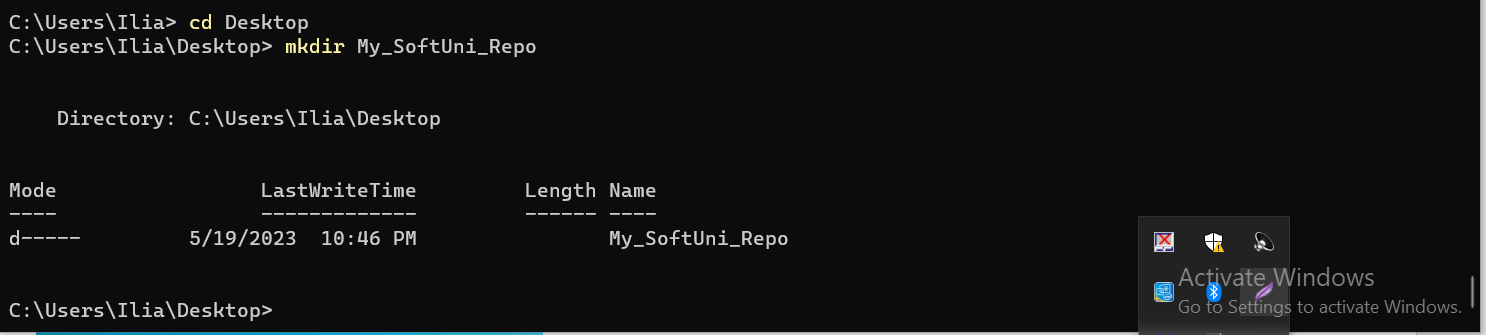 C:\Users\Ilia> cd Desktop
C:\Users\Ilia\Desktop> mkdir My_SoftUni_Repo
Directory: C:\Users\Ilia\Desktop
Mode LastWriteTime Length Name
---- ------------- ------ ----
d----- 5/19/2023 10:46 PM My_SoftUni_Repo
C:\Users\Ilia\Desktop>
Activate Windows
Go to Settings to activate Windows.